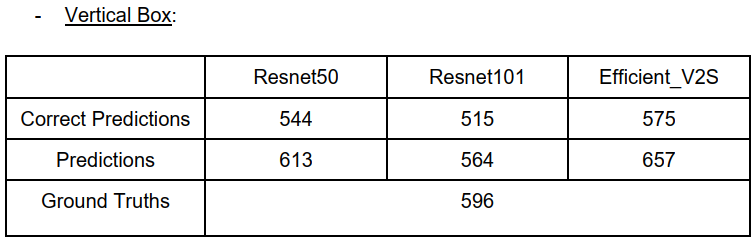 - Vertical Box:
Resnet50 Resnet101 Efficient_V2S
Correct Predictions 544 515 575
Predictions 613 564 657
Ground Truths 596